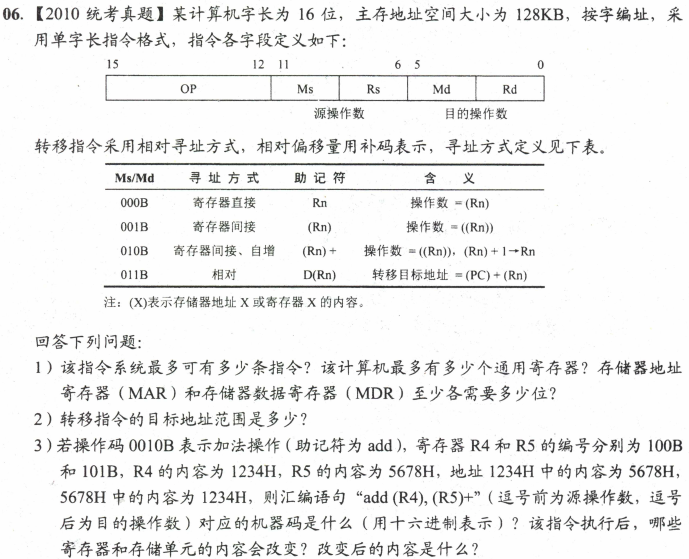 06.【2010 统考真题】某计算机字长为 16 位，主存地址空间大小为 128KB，按字编址，采
用单字长指令格式，指令各字段定义如下：
15 12 11 6 5 0
OP Ms Rs Md Rd
源操作数 目的操作数
转移指令采用相对寻址方式，相对偏移量用补码表示，寻址方式定义见下表。
Ms/Md 寻址方式 助记符 含义
000B 寄存器直接 Rn 操作数 =(Rn)
001B 寄存器间接 (Rn) 操作数 =((Rn))
010B 寄存器间接、自增 (Rn)+ 操作数 =((Rn))，(Rn)+1→Rn
011B 相对 D(Rn) 转移目标地址 =(PC)+(Rn)
注：(X)表示存储器地址 X 或寄存器 X 的内容。
回答下列问题：
1）该指令系统最多可有多少条指令？该计算机最多有多少个通用寄存器？存储器地址
寄存器（MAR）和存储器数据寄存器（MDR）至少各需要多少位？
2）转移指令的目标地址范围是多少？
3）若操作码 0010B 表示加法操作（助记符为 add），寄存器 R4 和 R5 的编号分别为 100B
和 101B，R4 的内容为 1234H，R5 的内容为 5678H，地址 1234H 中的内容为 5678H，
5678H 中的内容为 1234H，则汇编语句“add (R4), (R5)+”（逗号前为源操作数，逗号
后为目的操作数）对应的机器码是什么（用十六进制表示）？该指令执行后，哪些
寄存器和存储单元的内容会改变？改变后的内容是什么？